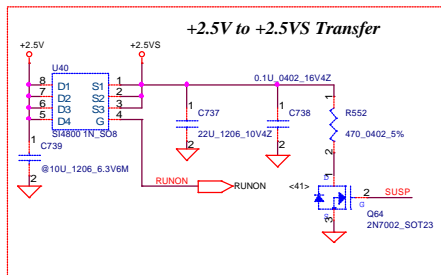 +2.5V to +2.5VS Transfer
+2.5V
U40
+2.5VS
8 D1 S1 1
7 D2 S2 2
6 D3 S3 3
5 D4 G 4
SI4800 1N_SO8
0.1U_0402_16V4Z
1
C739
2
@10U_1206_6.3V6M
1
C737
2
22U_1206_10V4Z
1
C738
2
1
R552
470_0402_5%
2
RUNON
RUNON
<41>
1
D
2
G
S
3
SUSP
Q64
2N7002_SOT23